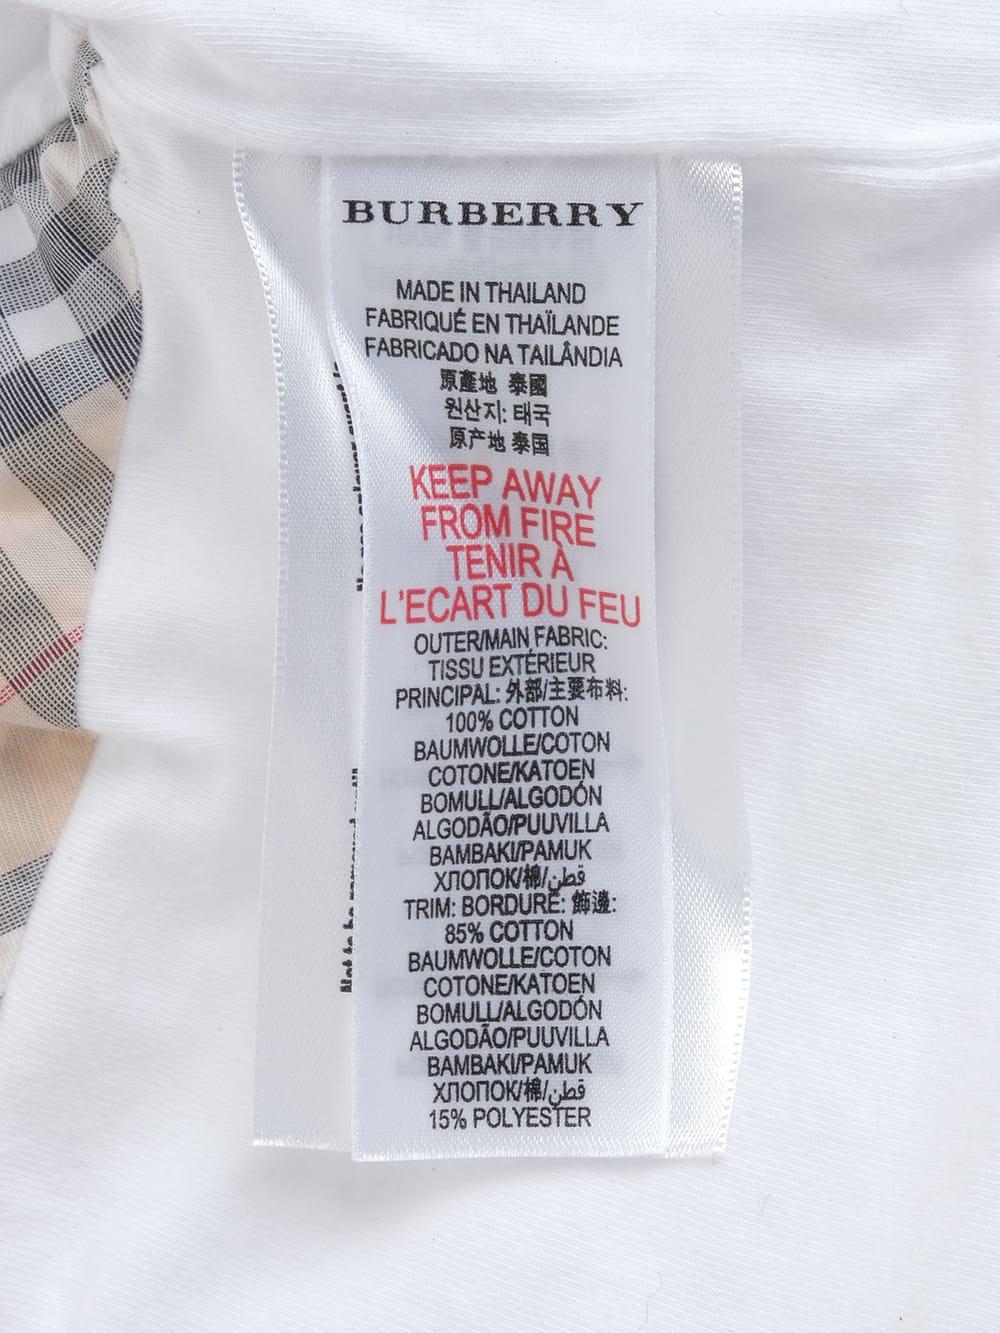 BURBERRY
MADE IN THAILAND
FABRIQUÉ EN THAÏLANDE
FABRICADO NA TAILÂNDIA
原產地 泰國
원산지: 태국
原产地 泰国
KEEP AWAY
FROM FIRE
TENIR À
L'ECART DU FEU
OUTER/MAIN FABRIC:
TISSU EXTÉRIEUR
PRINCIPAL: 外部/主要布料:
100% COTTON
BAUMWOLLE/COTON
COTONE/KATOEN
BOMULL/ALGODÓN
ALGODÃO/PUUVILLA
BAMBAKI/PAMUK
ХЛОПОК/棉/قطن
TRIM: BORDURE: 飾邊:
85% COTTON
BAUMWOLLE/COTON
COTONE/KATOEN
BOMULL/ALGODÓN
ALGODÃO/PUUVILLA
BAMBAKI/PAMUK
ХЛОПОК/棉/قطن
15% POLYESTER
Not to be